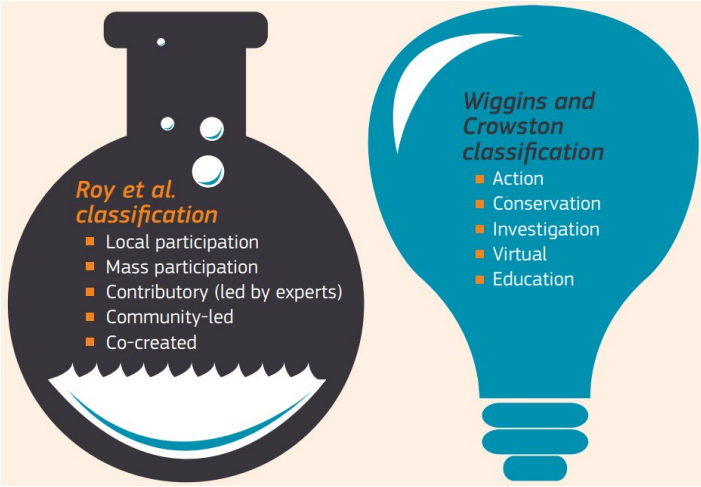 Roy et al.
classification
Local participation
Mass participation
Contributory (led by experts)
Community-led
Co-created
Wiggins and
Crowston
classification
Action
Conservation
Investigation
Virtual
Education